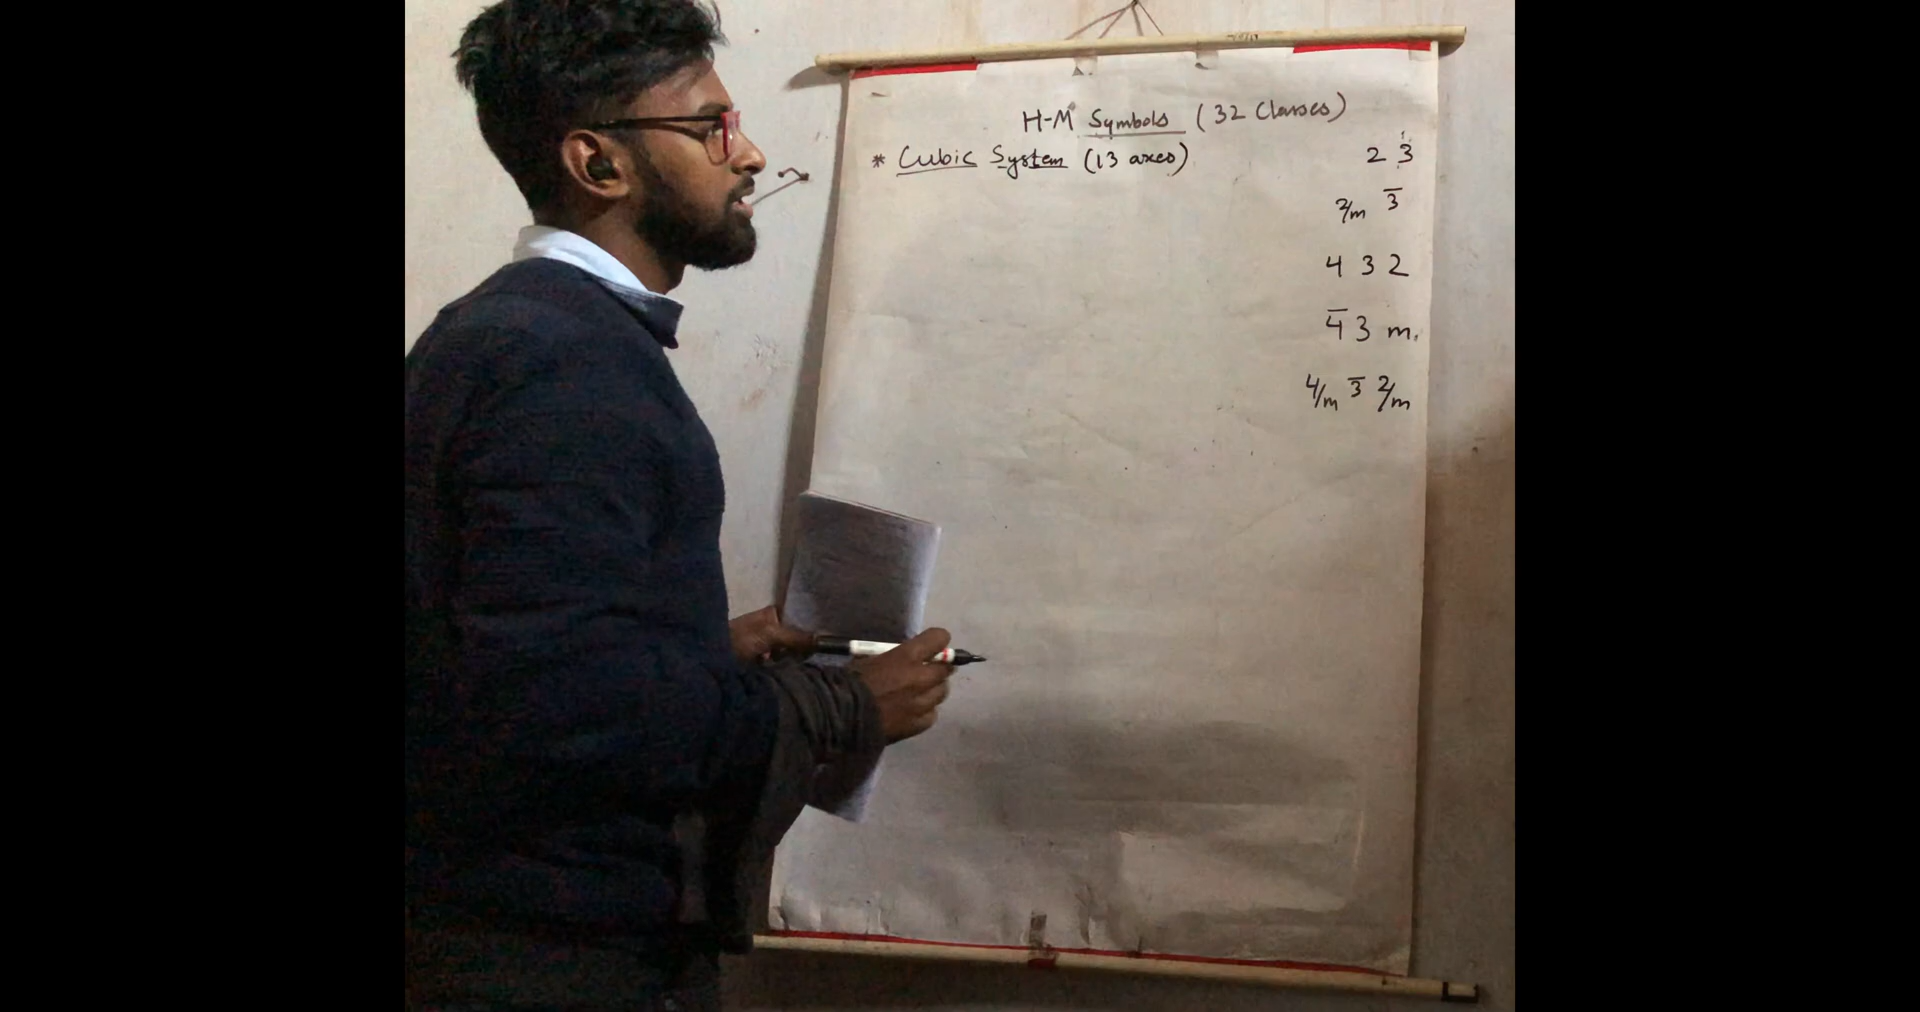 H-M Symbols (32 Classes)
* Cubic System (13 axes)
2 3
2/m 3̅
4 3 2
4̅ 3 m.
4/m 3̅ 2/m